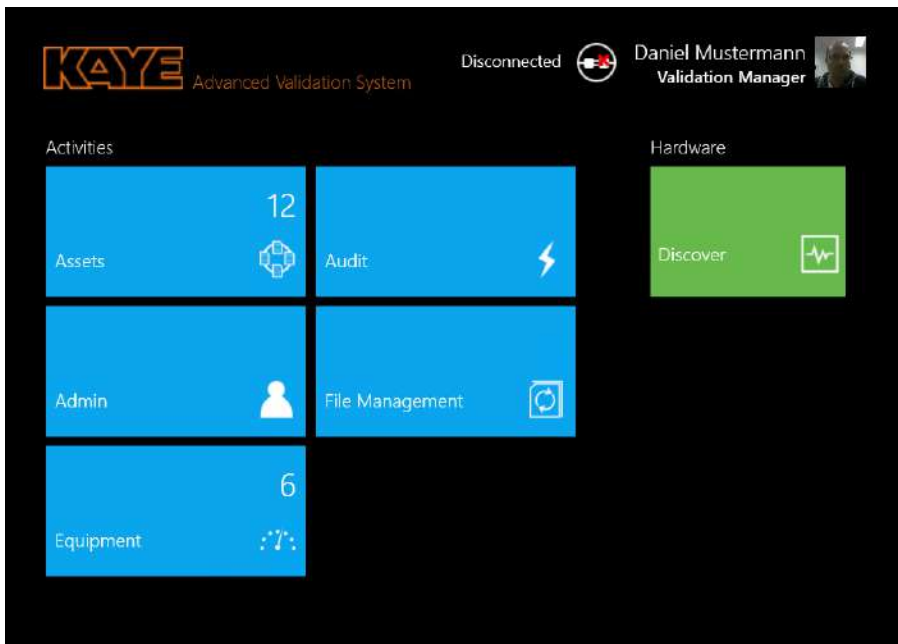 KAYE Advanced Validation System
Disconnected
Daniel Mustermann
Validation Manager
Activities
Hardware
12
Assets
Audit
Discover
Admin
File Management
6
Equipment